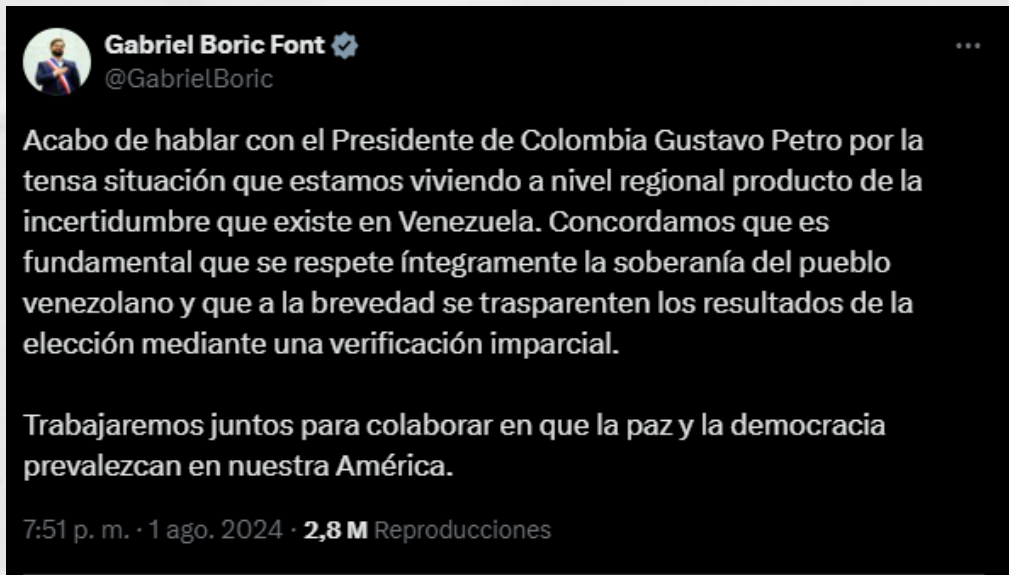 Gabriel Boric Font
@GabrielBoric
Acabo de hablar con el Presidente de Colombia Gustavo Petro por la
tensa situación que estamos viviendo a nivel regional producto de la
incertidumbre que existe en Venezuela. Concordamos que es
fundamental que se respete íntegramente la soberanía del pueblo
venezolano y que a la brevedad se trasparenten los resultados de la
elección mediante una verificación imparcial.
Trabajaremos juntos para colaborar en que la paz y la democracia
prevalezcan en nuestra América.
7:51 p. m. · 1 ago. 2024 · 2,8 M Reproducciones